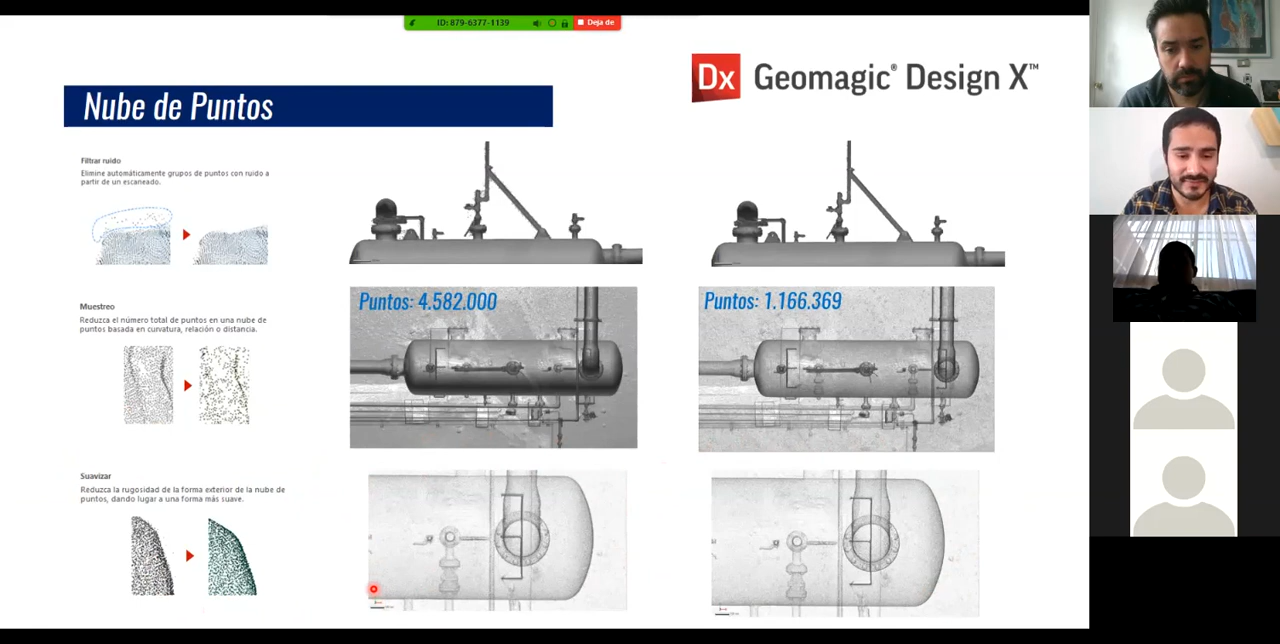 ID: 879-6377-1139
Deja de
Dx Geomagic® Design X™
Nube de Puntos
Filtrar ruido
Elimine automáticamente grupos de puntos con ruido a
partir de un escaneado.
Muestreo
Reduzca el número total de puntos en una nube de
puntos basada en curvatura, relación o distancia.
Puntos: 4.582.000
Puntos: 1.166.369
Suavizar
Reduzca la rugosidad de la forma exterior de la nube de
puntos, dando lugar a una forma más suave.